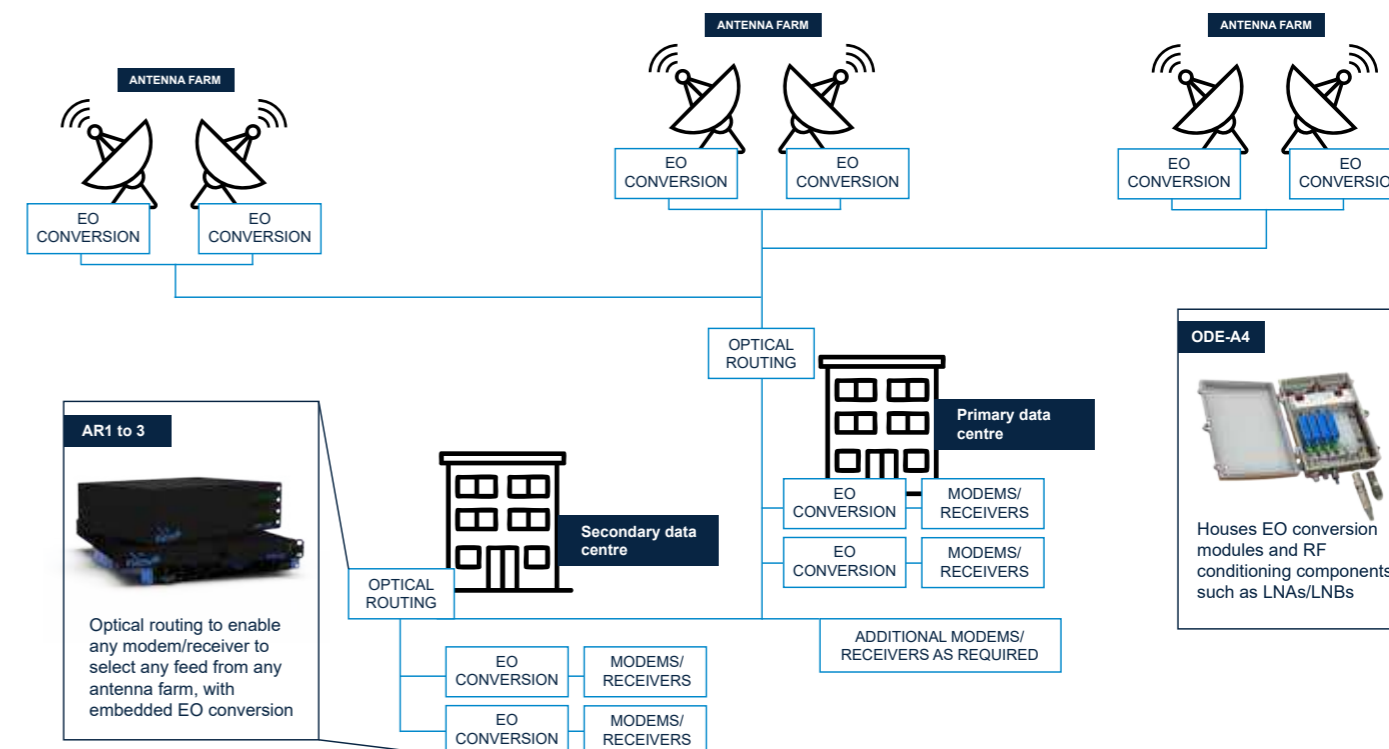 ANTENNA FARM
ANTENNA FARM
ANTENNA FARM
EO
CONVERSION
EO
CONVERSION
EO
CONVERSION
EO
CONVERSIO
EO
CONVERSION
EO
CONVERSION
OPTICAL
ROUTING
ODE-A4
Primary data
centre
AR1 to 3
EO
CONVERSION
MODEMS/
RECEIVERS
Secondary data
centre
EO
CONVERSION
MODEMS/
RECEIVERS
Houses EO conversion
modules and RF
conditioning components
such as LNAs/LNBs
OPTICAL
ROUTING
Optical routing to enable
any modem/receiver to
select any feed from any
antenna farm, with
embedded EO conversion
ADDITIONAL MODEMS/
RECEIVERS AS REQUIRED
EO
CONVERSION
MODEMS/
RECEIVERS
EO
CONVERSION
MODEMS/
RECEIVERS